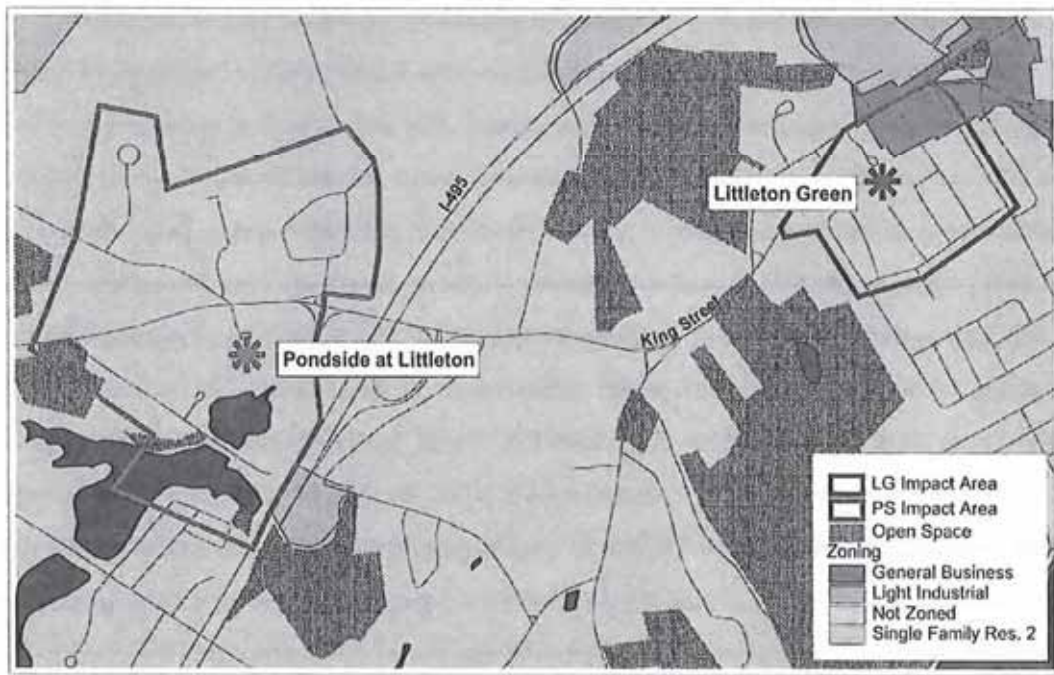 I-495
Littleton Green
King Street
Pondside at Littleton
LG Impact Area
PS Impact Area
Open Space
Zoning
General Business
Light Industrial
Not Zoned
Single Family Res. 2